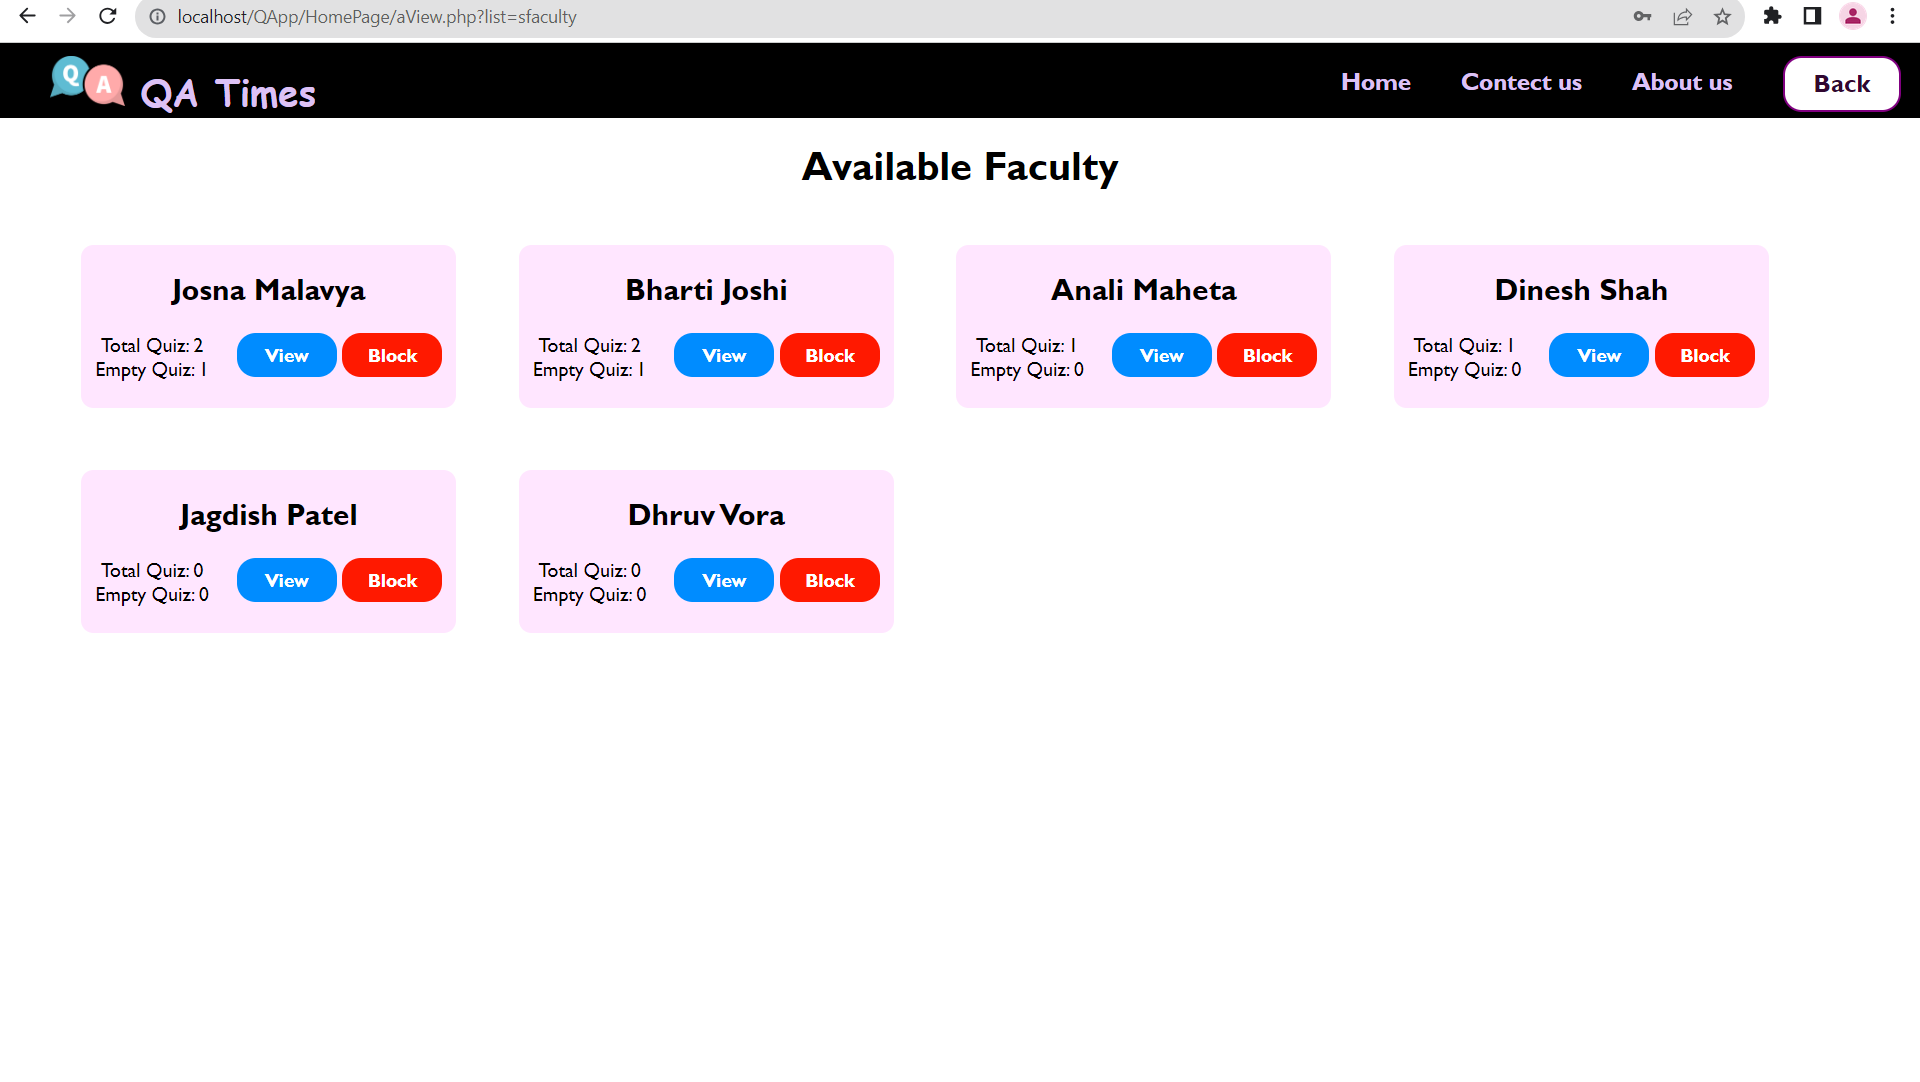 localhost/QApp/HomePage/aView.php?list=sfaculty
Q A QA Times Home Contect us About us Back
Available Faculty
Josna Malavya
Total Quiz: 2
Empty Quiz: 1
View Block
Bharti Joshi
Total Quiz: 2
Empty Quiz: 1
View Block
Anali Maheta
Total Quiz: 1
Empty Quiz: 0
View Block
Dinesh Shah
Total Quiz: 1
Empty Quiz: 0
View Block
Jagdish Patel
Total Quiz: 0
Empty Quiz: 0
View Block
Dhruv Vora
Total Quiz: 0
Empty Quiz: 0
View Block